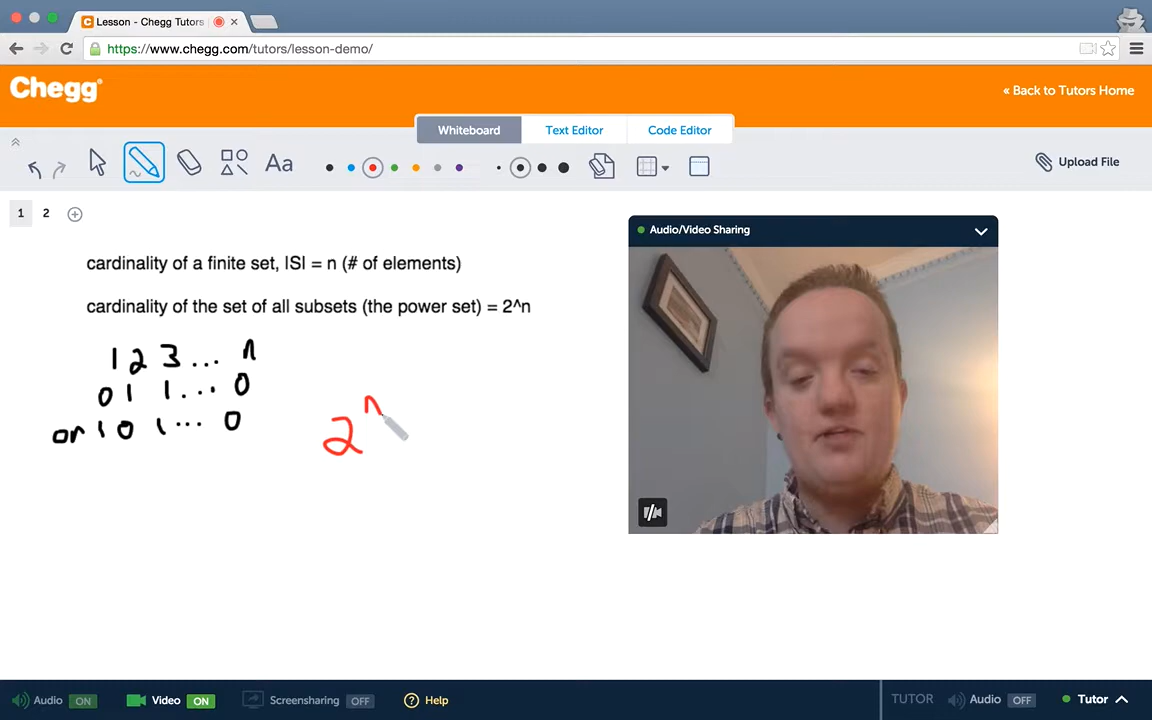 Lesson - Chegg Tutors
https://www.chegg.com/tutors/lesson-demo/
Chegg®
« Back to Tutors Home
Whiteboard Text Editor Code Editor
Aa
Upload File
1 2
Audio/Video Sharing
cardinality of a finite set, |S| = n (# of elements)
cardinality of the set of all subsets (the power set) = 2^n
1 2 3 ... n
0 1 1 ... 0
or 1 0 1 ... 0
2^n
Audio ON Video ON Screensharing OFF ? Help TUTOR Audio OFF Tutor